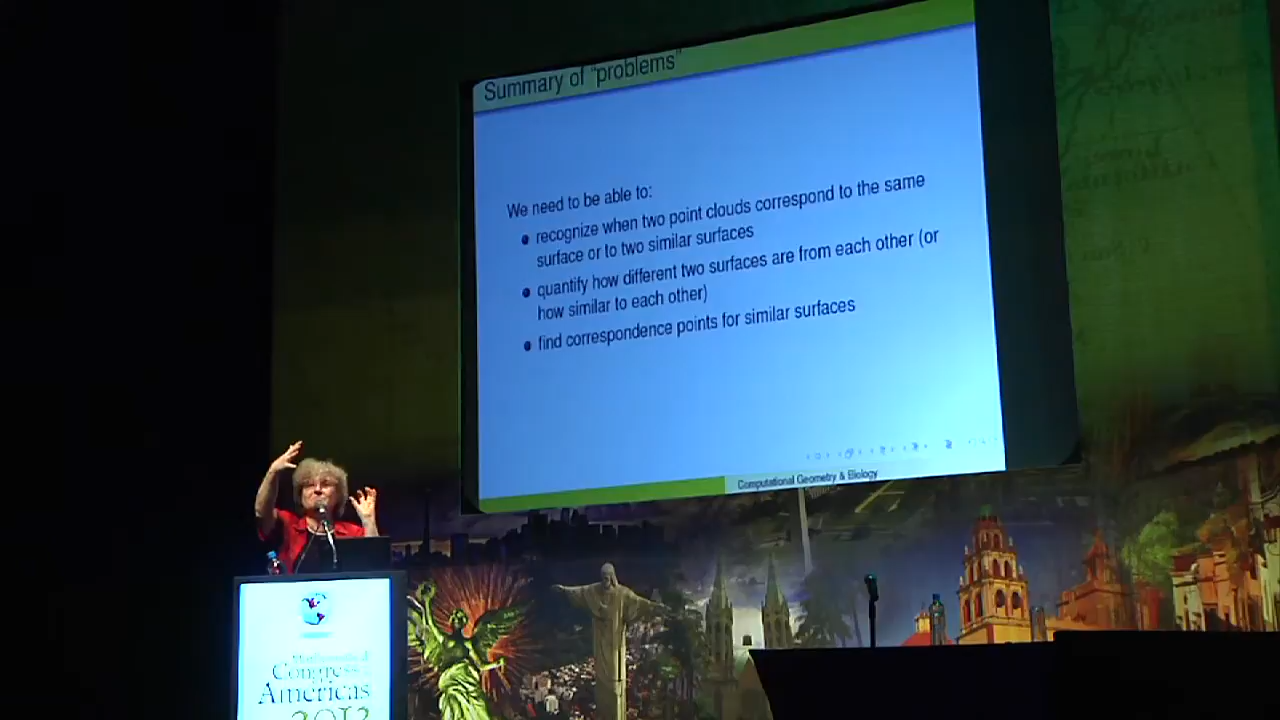 Summary of "problems"
We need to be able to:
● recognize when two point clouds correspond to the same
surface or to two similar surfaces
● quantify how different two surfaces are from each other (or
how similar to each other)
● find correspondence points for similar surfaces
Computational Geometry & Biology
Mathematical
Congress
Americas
2013